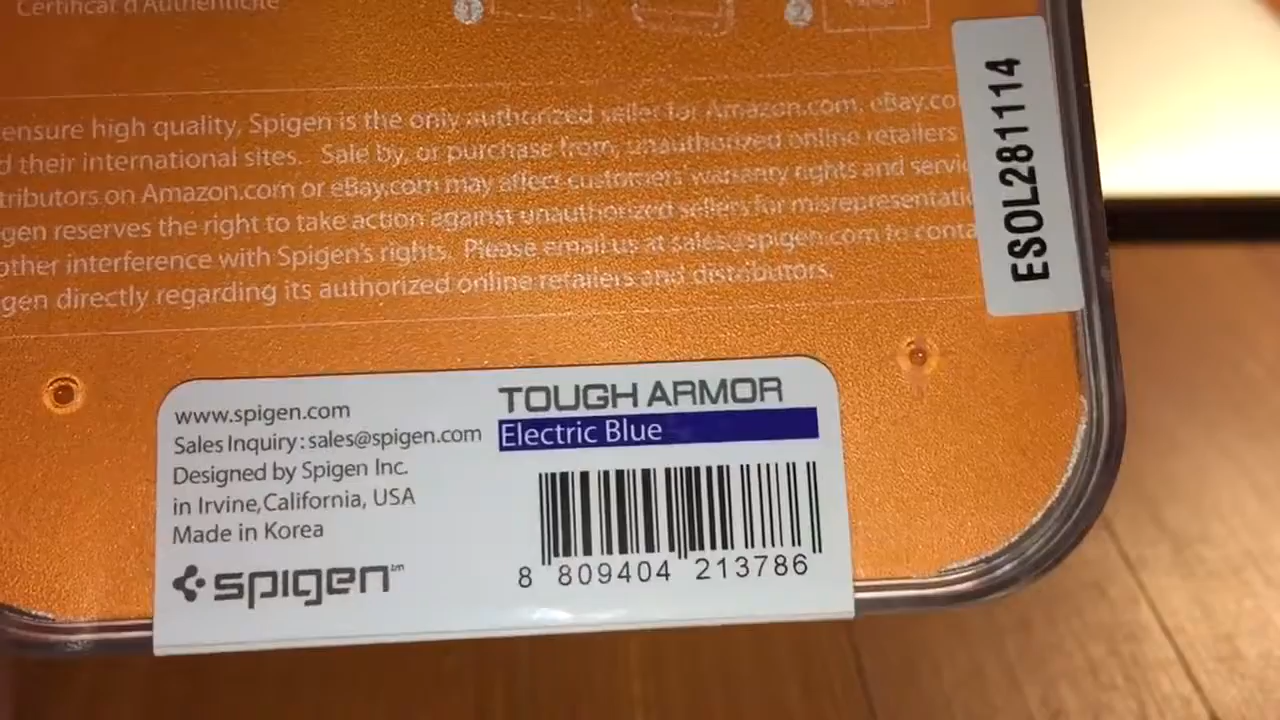 Certificat d'Authenticité
1
2
ensure high quality, Spigen is the only authorized seller for Amazon.com, eBay.co
d their international sites. Sale by, or purchase from, unauthorized online retailers
tributors on Amazon.com or eBay.com may affect customers' warranty rights and servic
gen reserves the right to take action against unauthorized sellers for misrepresentatio
other interference with Spigen's rights. Please email us at sales@spigen.com to conta
gen directly regarding its authorized online retailers and distributors.
ESOL281114
www.spigen.com
Sales Inquiry: sales@spigen.com
Designed by Spigen Inc.
in Irvine, California, USA
Made in Korea
spigen™
TOUGH ARMOR
Electric Blue
8 809404 213786